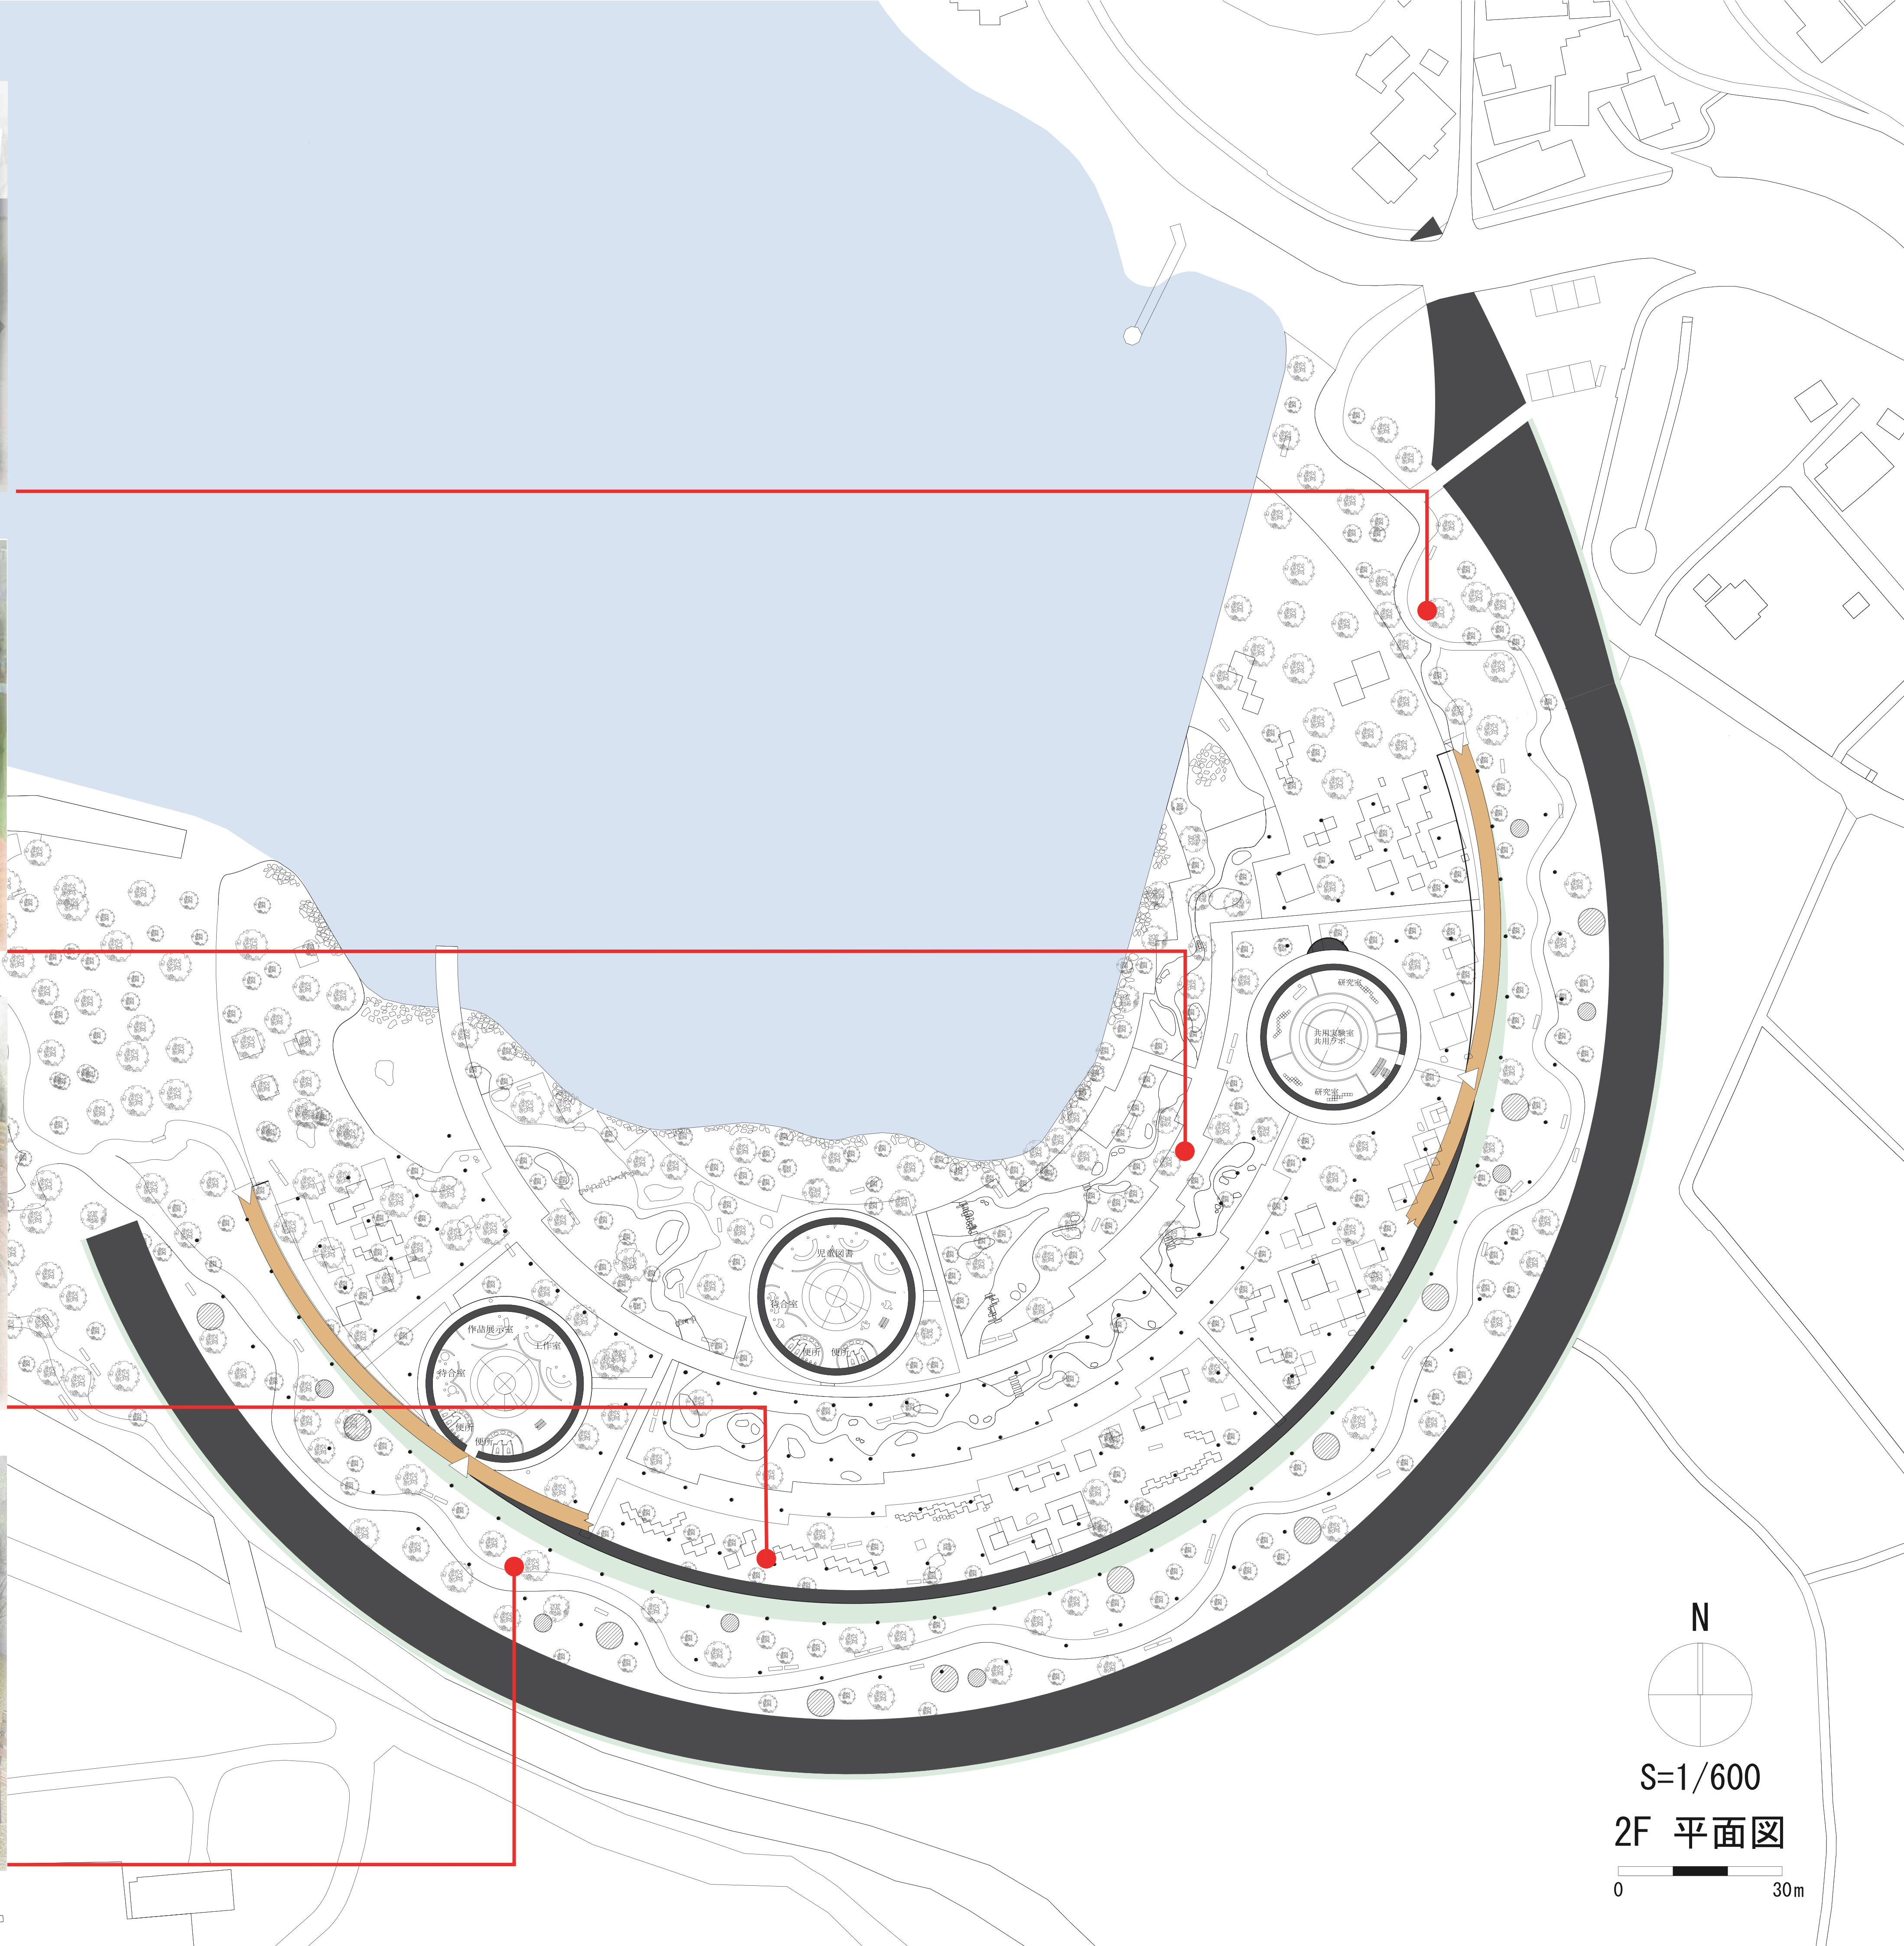 研究室
共用実験室
共用ラボ
研究室
児童図書
待合室
便所
便所
作品展示室
工作室
待合室
便所
便所
N
S=1/600
2F 平面図
0 30m